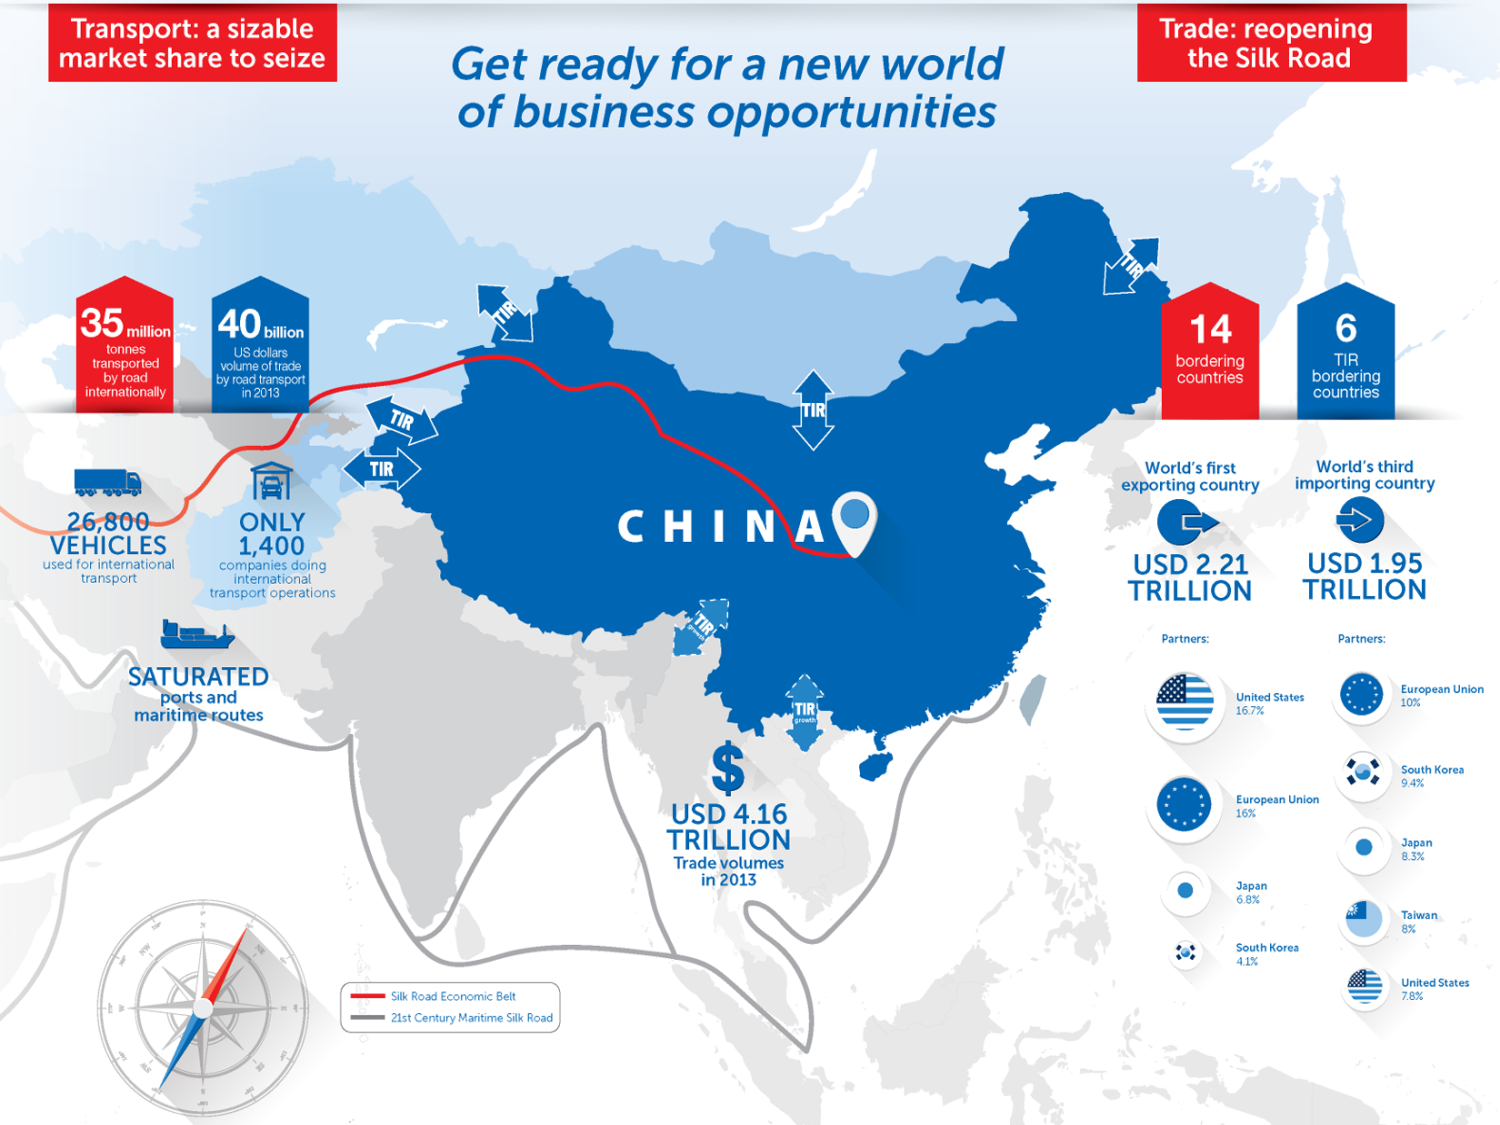 Transport: a sizable
market share to seize
Get ready for a new world
of business opportunities
Trade: reopening
the Silk Road
35 million
tonnes
transported
by road
internationally
40 billion
US dollars
volume of trade
by road transport
in 2013
26,800
VEHICLES
used for international
transport
ONLY
1,400
companies doing
international
transport operations
SATURATED
ports and
maritime routes
TIR
TIR
TIR
TIR
TIR
CHINA
TIR
growth
TIR
growth
$
USD 4.16
TRILLION
Trade volumes
in 2013
14
bordering
countries
6
TIR
bordering
countries
World's first
exporting country
USD 2.21
TRILLION
Partners:
United States
16.7%
European Union
16%
Japan
6.8%
South Korea
4.1%
World's third
importing country
USD 1.95
TRILLION
Partners:
European Union
10%
South Korea
9.4%
Japan
8.3%
Taiwan
8%
United States
7.8%
Silk Road Economic Belt
21st Century Maritime Silk Road